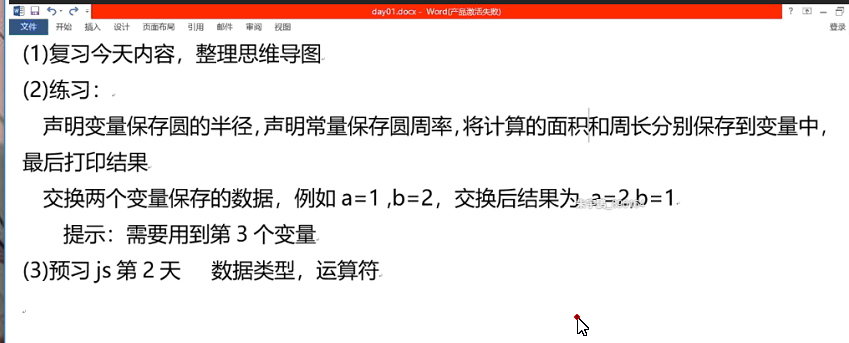 day01.docx - Word(产品激活失败)
文件 开始 插入 设计 页面布局 引用 邮件 审阅 视图 登录
(1)复习今天内容，整理思维导图
(2)练习：
声明变量保存圆的半径,声明常量保存圆周率,将计算的面积和周长分别保存到变量中,
最后打印结果
交换两个变量保存的数据，例如 a=1 ,b=2，交换后结果为 a=2,b=1
提示：需要用到第 3 个变量
(3)预习 js 第 2 天 数据类型，运算符